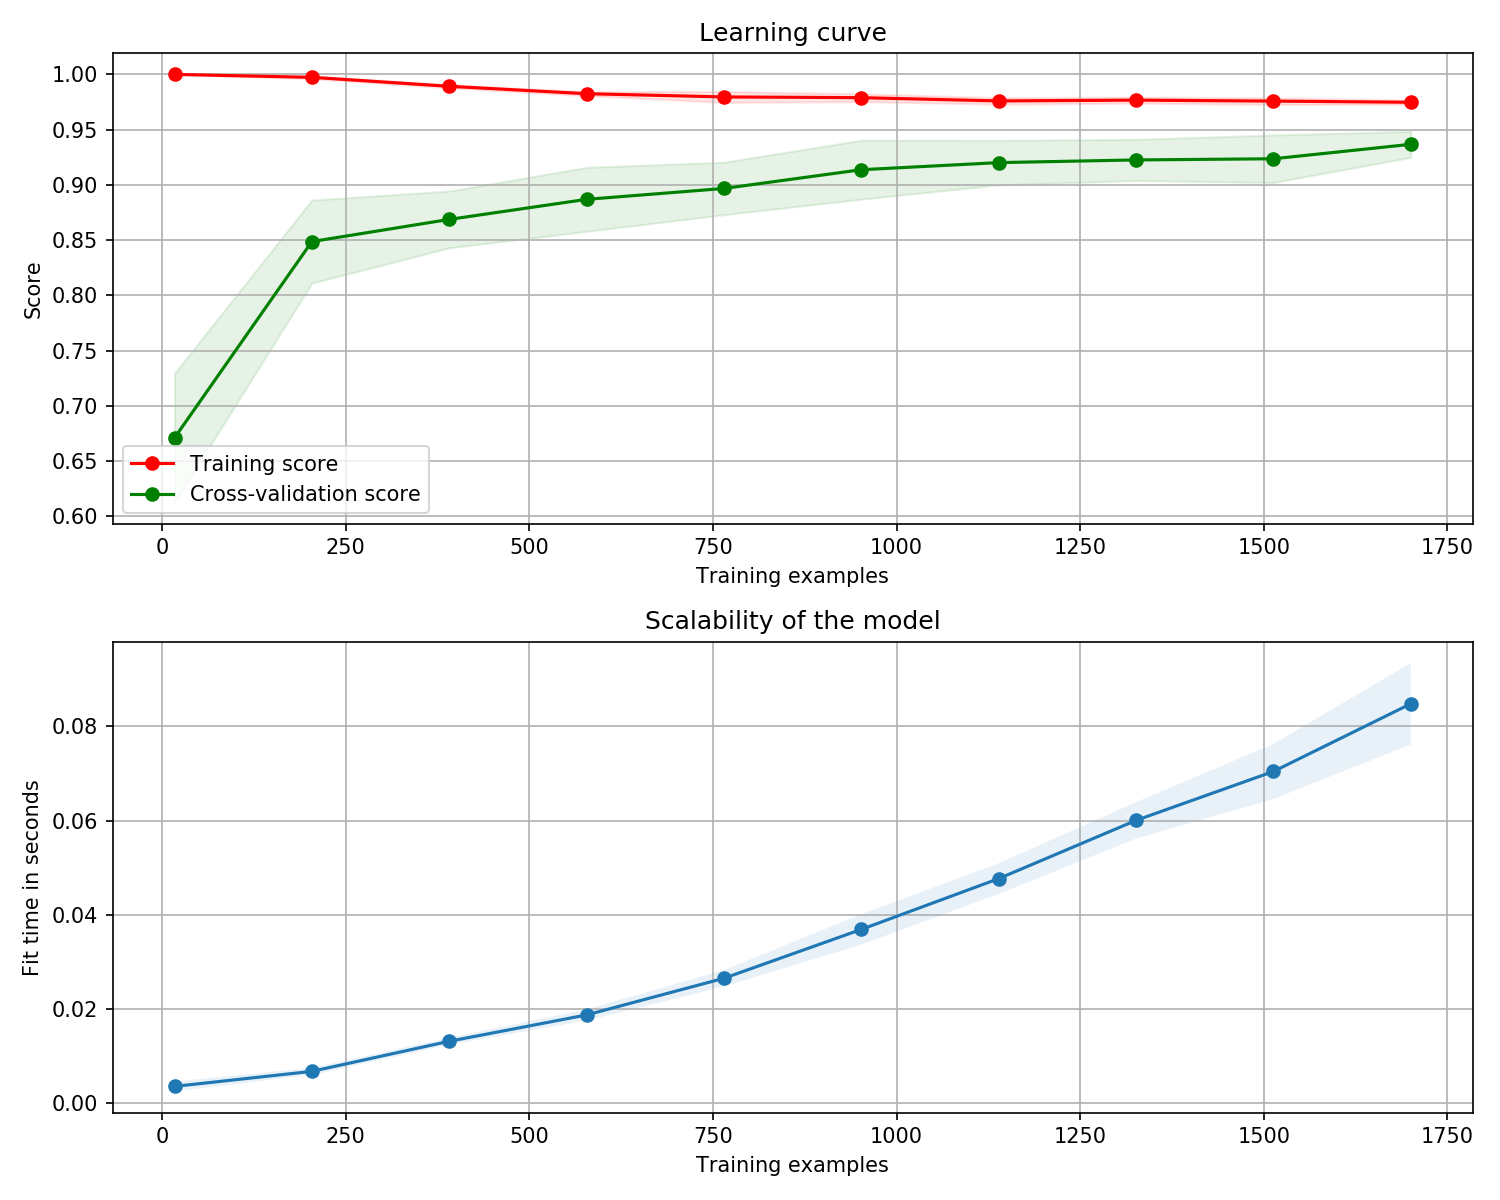 Learning curve
1.00
0.95
0.90
0.85
0.80
0.75
0.70
0.65
0.60
Score
Training score
Cross-validation score
0 250 500 750 1000 1250 1500 1750
Training examples
Scalability of the model
0.08
0.06
0.04
0.02
0.00
Fit time in seconds
0 250 500 750 1000 1250 1500 1750
Training examples